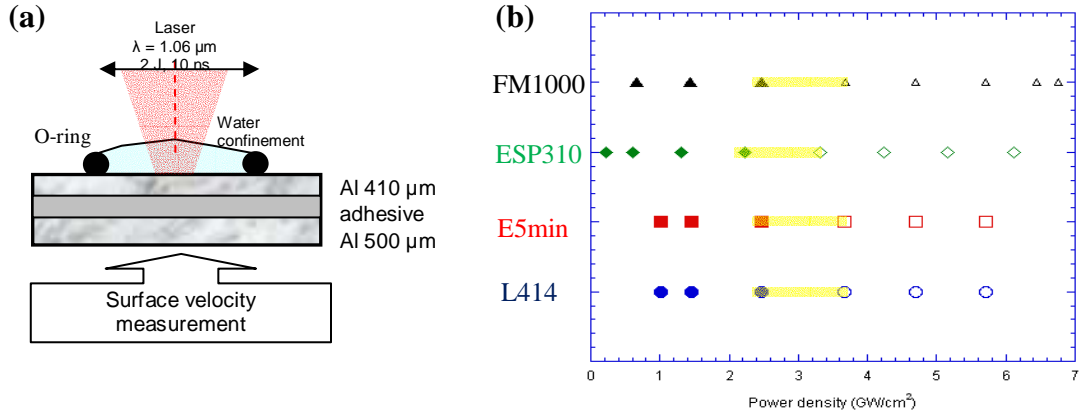 (a)
Laser
λ = 1.06 µm
2 J, 10 ns
O-ring
Water
confinement
Al 410 µm
adhesive
Al 500 µm
Surface velocity
measurement
(b)
FM1000
ESP310
E5min
L414
0 1 2 3 4 5 6 7
Power density (GW/cm²)